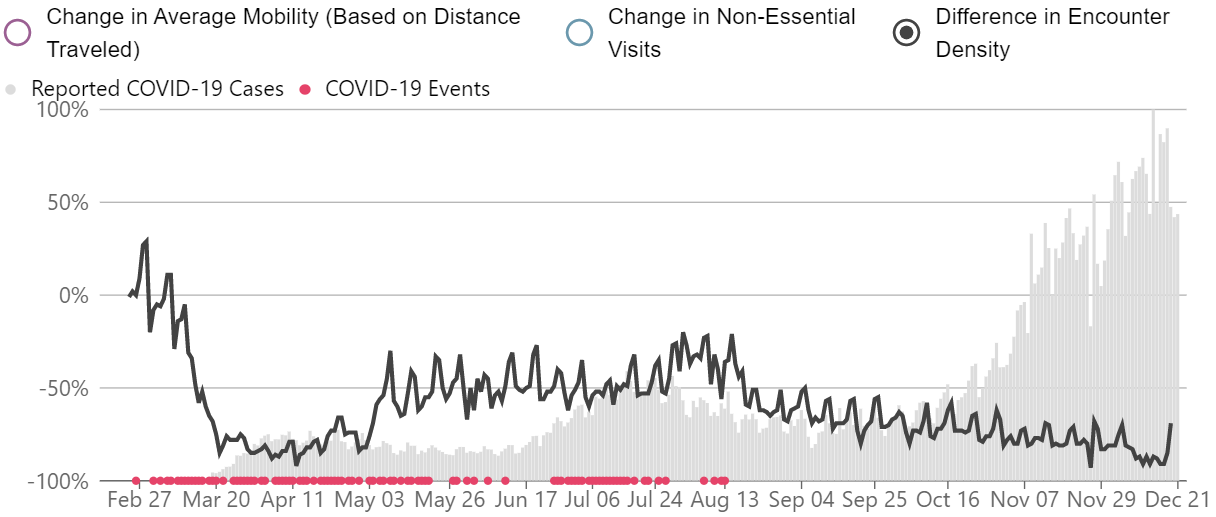 Change in Average Mobility (Based on Distance
Traveled)
Change in Non-Essential
Visits
Difference in Encounter
Density
Reported COVID-19 Cases
COVID-19 Events
100%
50%
0%
-50%
-100%
Feb 27 Mar 20 Apr 11 May 03 May 26 Jun 17 Jul 06 Jul 24 Aug 13 Sep 04 Sep 25 Oct 16 Nov 07 Nov 29 Dec 21